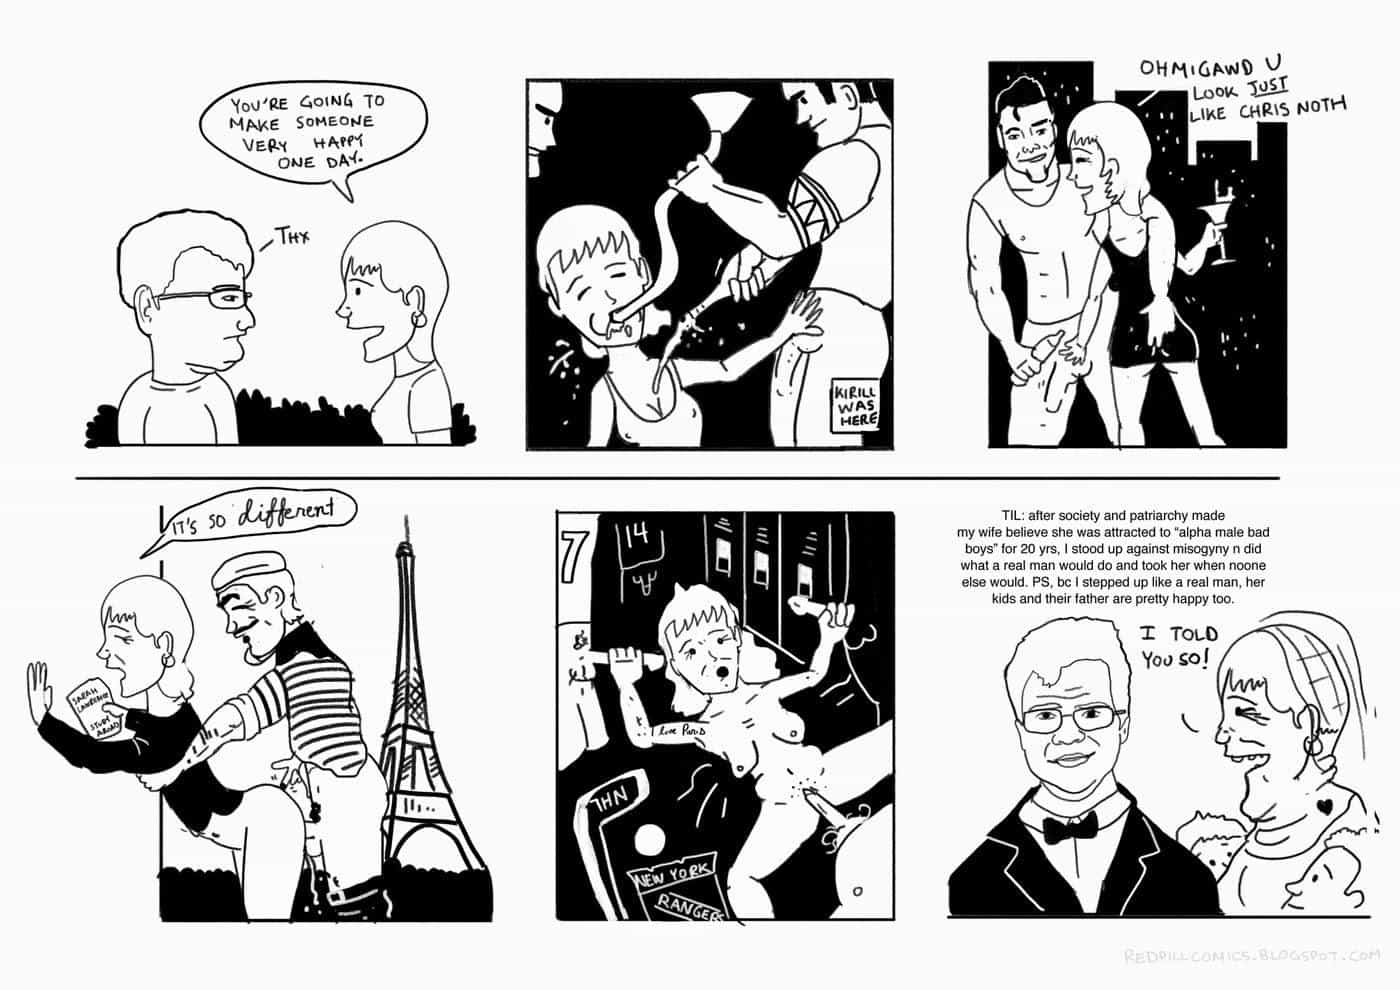 YOU'RE GOING TO
MAKE SOMEONE
VERY HAPPY
ONE DAY.
THX
KIRILL
WAS
HERE
OHMIGAWD U
LOOK JUST
LIKE CHRIS NOTH
IT'S SO different
SARAH
LAWRENCE
STUDY
ABROAD
7
14
I love Paris
NEW YORK
RANGERS
TIL: after society and patriarchy made
my wife believe she was attracted to “alpha male bad
boys” for 20 yrs, I stood up against misogyny n did
what a real man would do and took her when noone
else would. PS, bc I stepped up like a real man, her
kids and their father are pretty happy too.
I TOLD
YOU SO!
REDPILLCOMICS.BLOGSPOT.COM